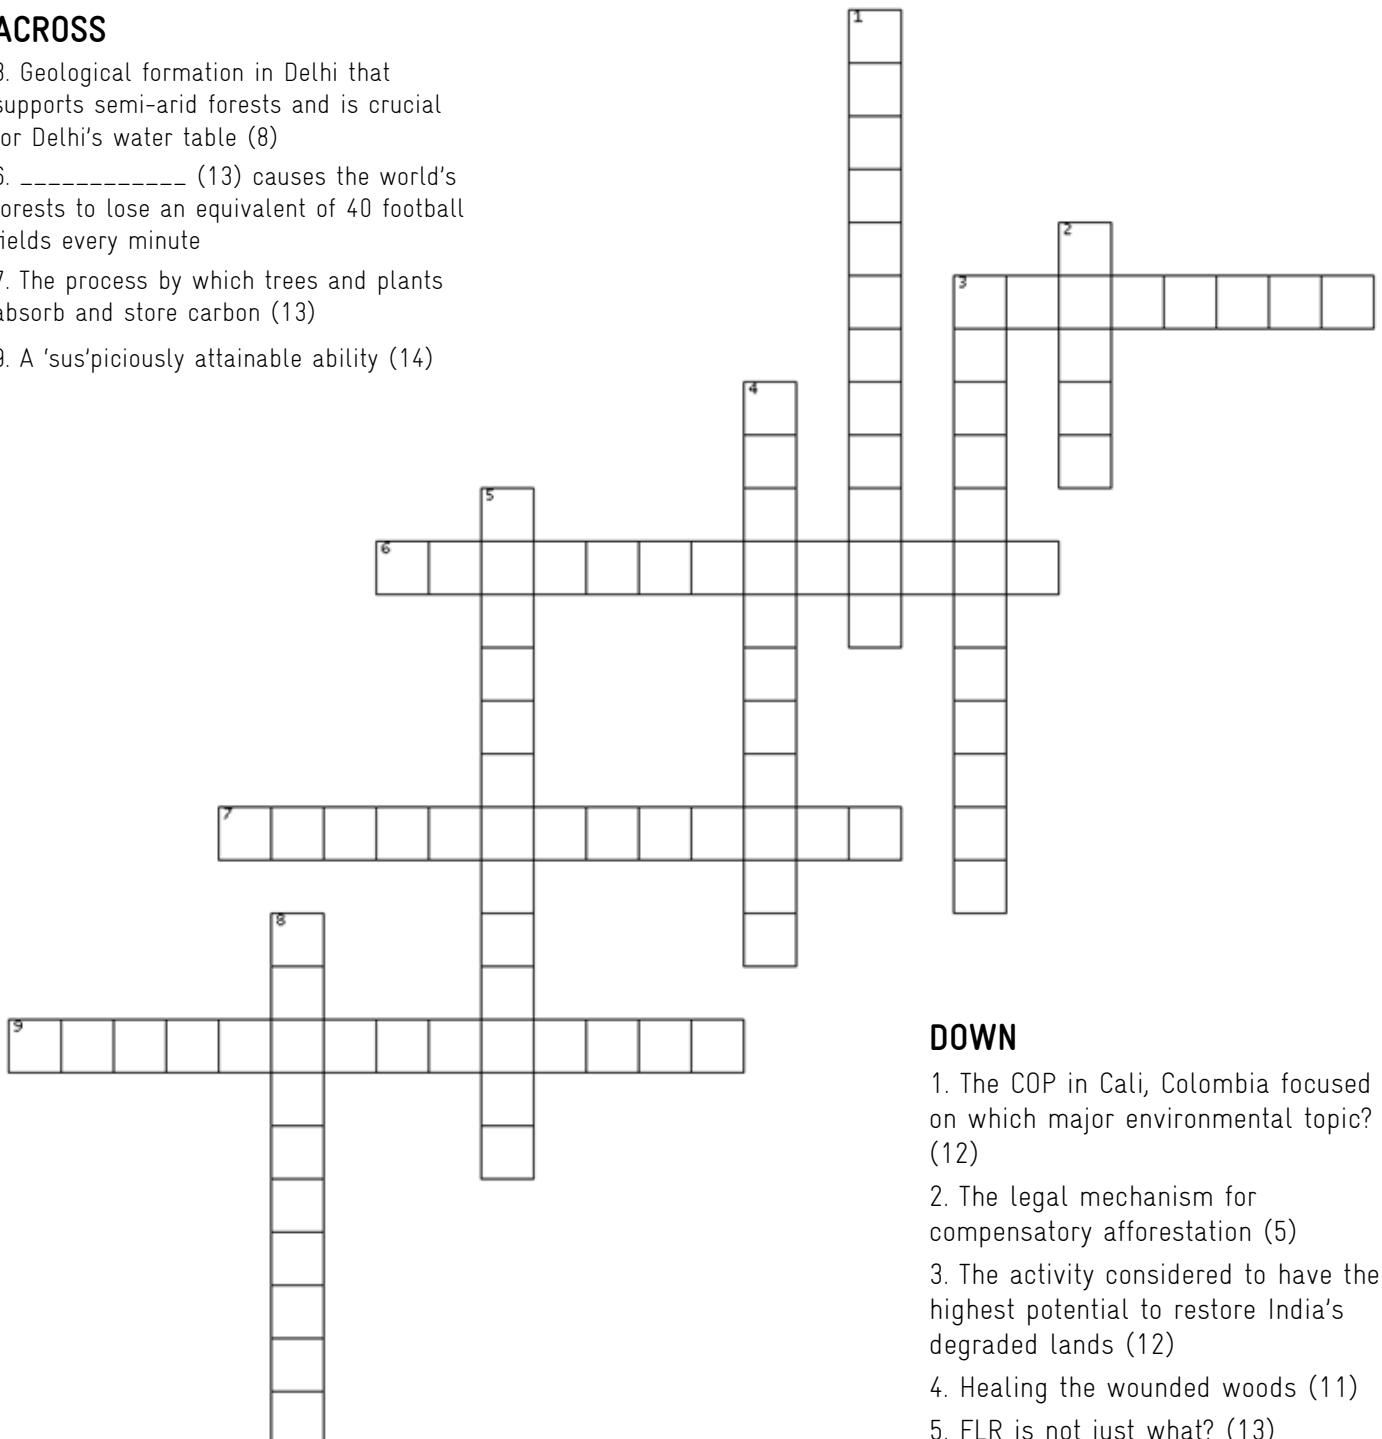 ACROSS
3. Geological formation in Delhi that
supports semi-arid forests and is crucial
for Delhi's water table (8)
6. ____________ (13) causes the world's
forests to lose an equivalent of 40 football
fields every minute
7. The process by which trees and plants
absorb and store carbon (13)
9. A 'sus'piciously attainable ability (14)
1
2
3
4
5
6
7
8
9
DOWN
1. The COP in Cali, Colombia focused
on which major environmental topic?
(12)
2. The legal mechanism for
compensatory afforestation (5)
3. The activity considered to have the
highest potential to restore India's
degraded lands (12)
4. Healing the wounded woods (11)
5. FLR is not just what? (13)